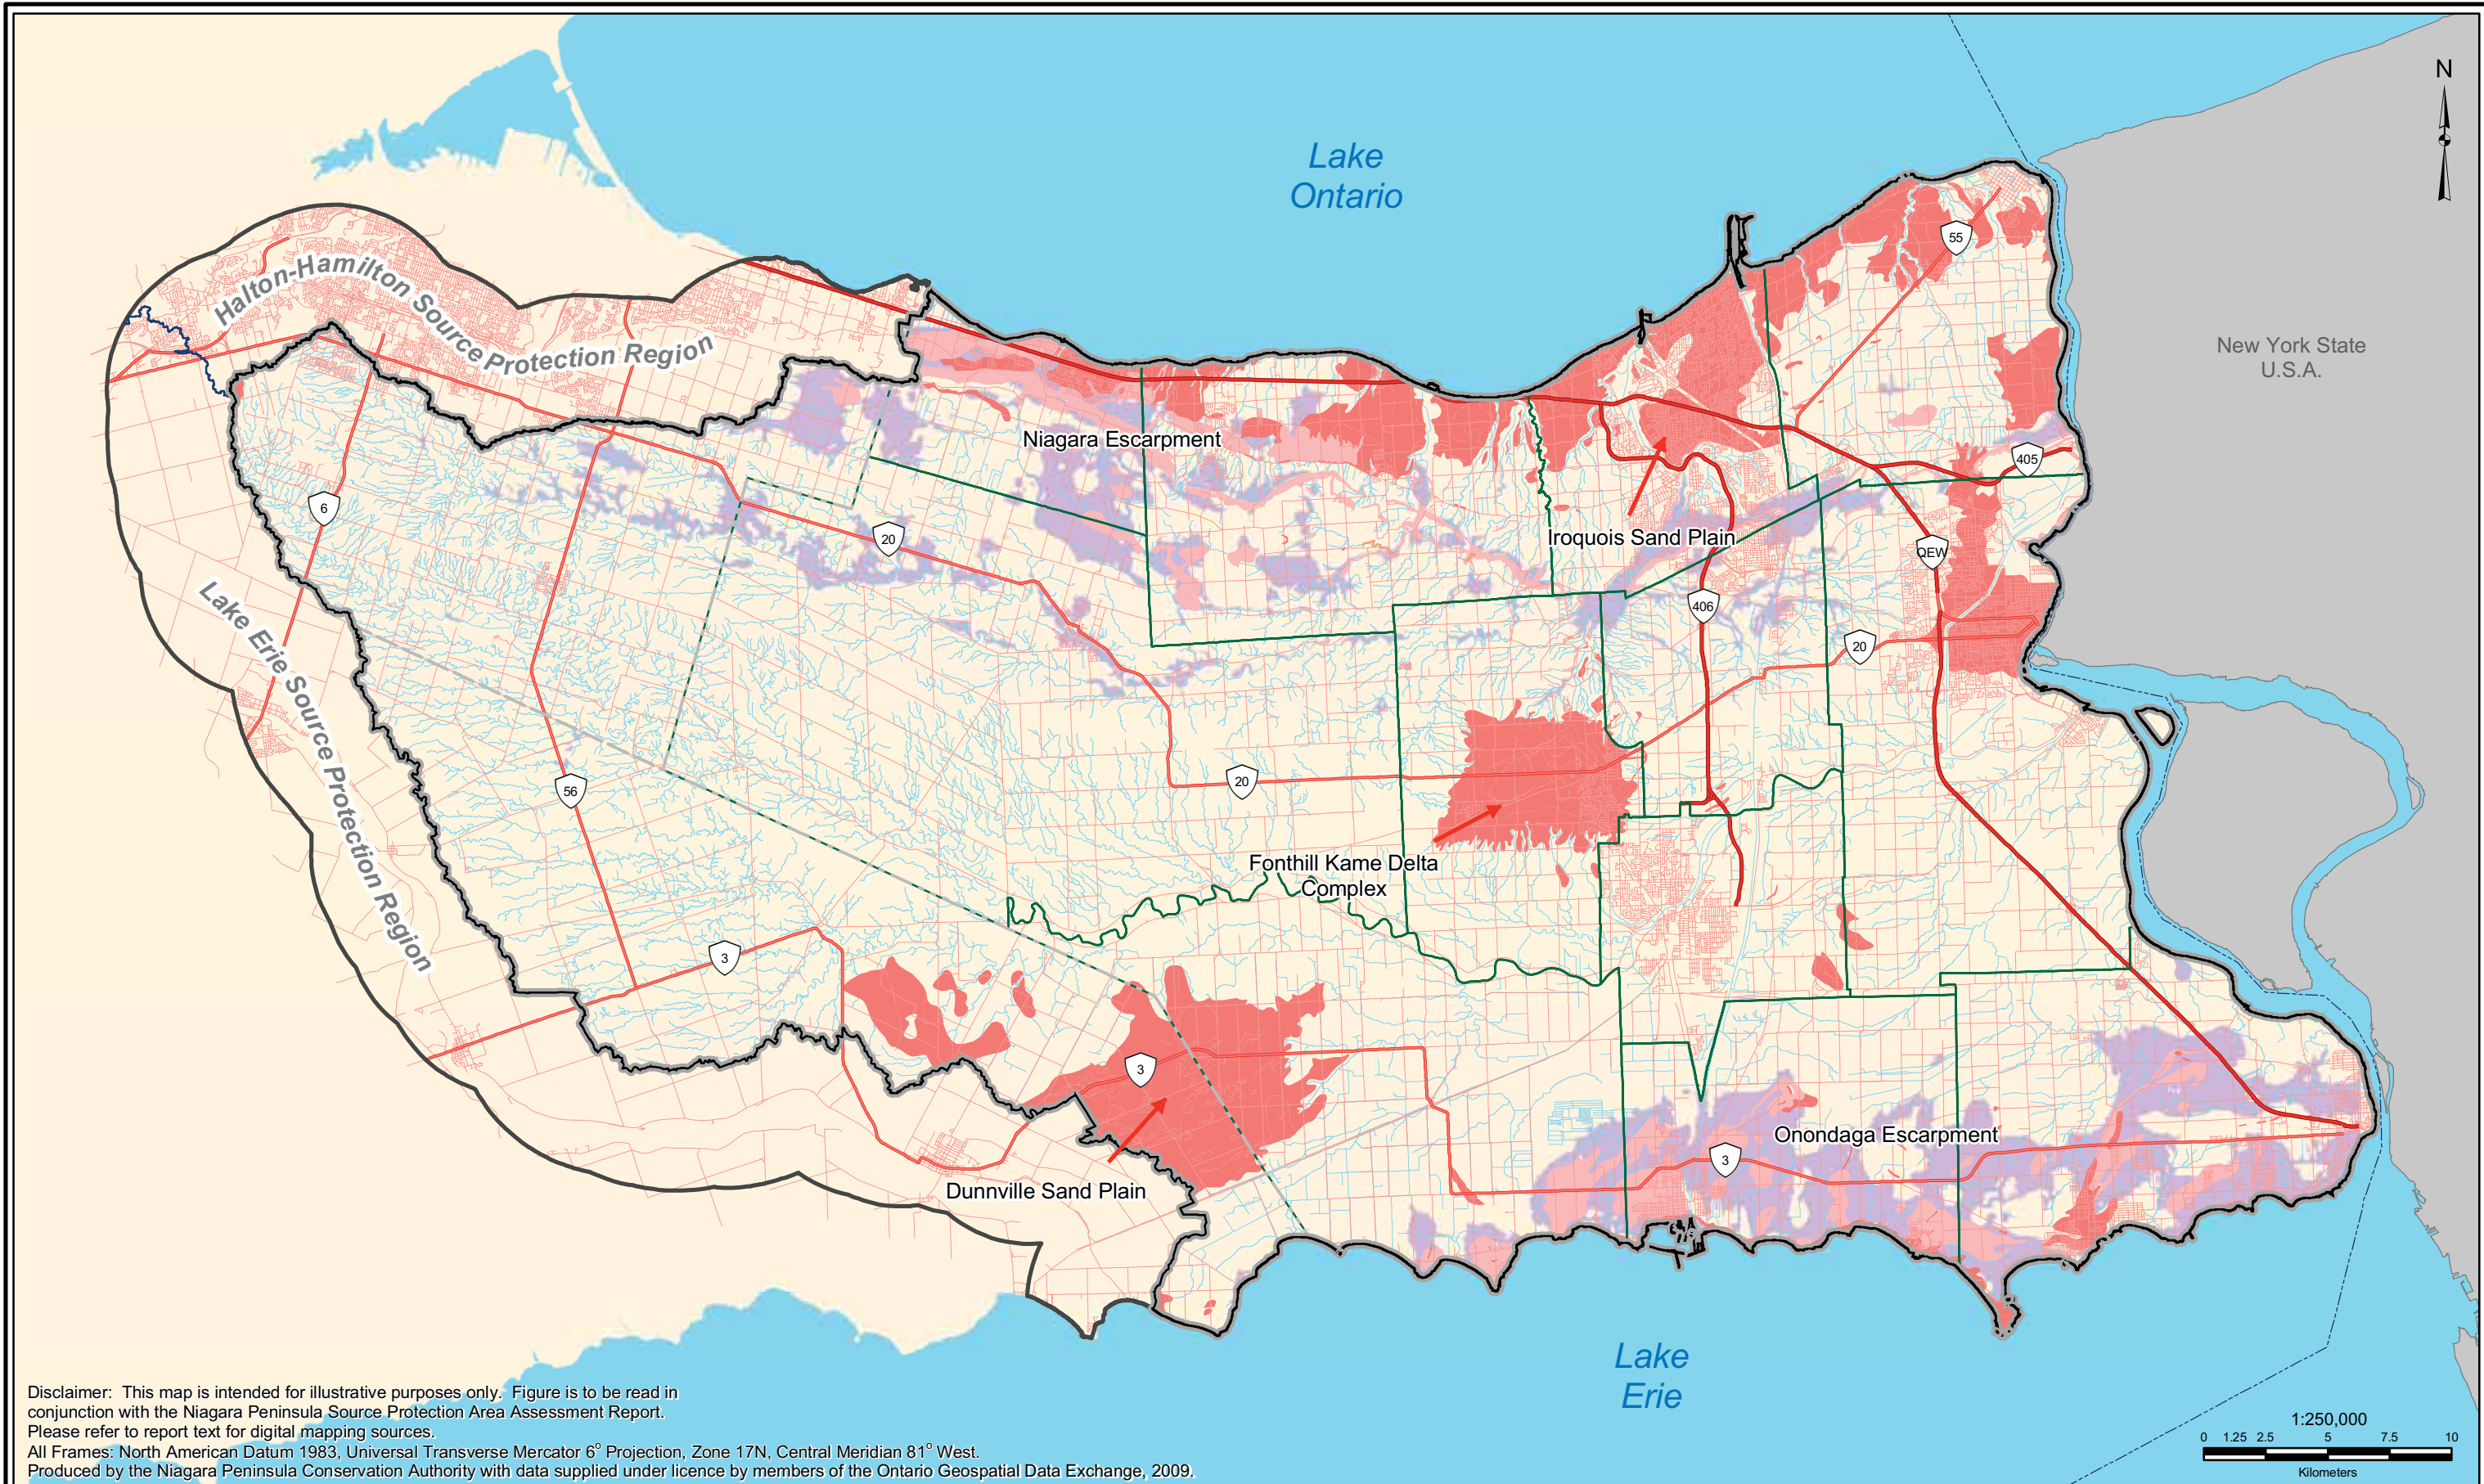 N
Lake
Ontario
55
New York State
U.S.A.
Halton-Hamilton Source Protection Region
Niagara Escarpment
405
6
20
Iroquois Sand Plain
QEW
406
20
Lake Erie Source Protection Region
20
56
Fonthill Kame Delta
Complex
3
3
Onondaga Escarpment
3
Dunnville Sand Plain
Lake
Erie
Disclaimer: This map is intended for illustrative purposes only. Figure is to be read in
conjunction with the Niagara Peninsula Source Protection Area Assessment Report.
Please refer to report text for digital mapping sources.
All Frames: North American Datum 1983, Universal Transverse Mercator 6° Projection, Zone 17N, Central Meridian 81° West.
Produced by the Niagara Peninsula Conservation Authority with data supplied under licence by members of the Ontario Geospatial Data Exchange, 2009.
1:250,000
0 1.25 2.5 5 7.5 10
Kilometers